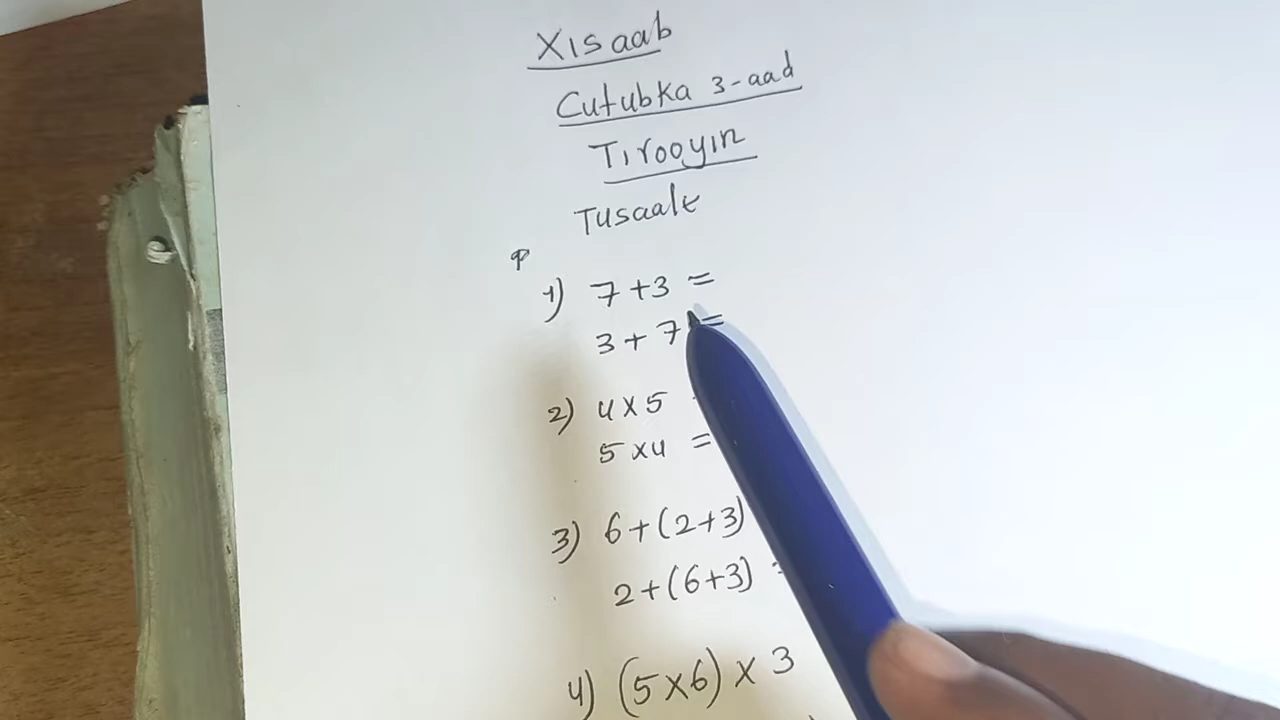 Xisaab
Cutubka 3-aad
Tirooyin
Tusaale
1) 7+3 =
3+7 =
2) 4x5
5x4 =
3) 6+(2+3)
2+(6+3) =
4) (5x6) x 3